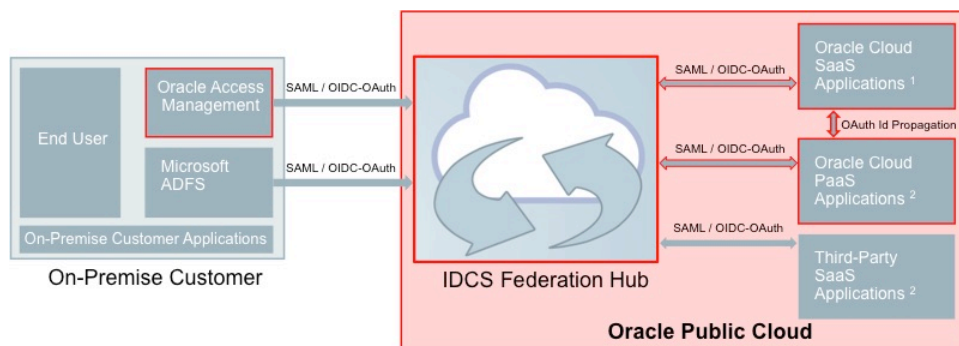 End User
Oracle Access
Management
Microsoft
ADFS
On-Premise Customer Applications
On-Premise Customer
SAML / OIDC-OAuth
SAML / OIDC-OAuth
IDCS Federation Hub
SAML / OIDC-OAuth
SAML / OIDC-OAuth
SAML / OIDC-OAuth
Oracle Cloud
SaaS
Applications 1
OAuth Id Propagation
Oracle Cloud
PaaS
Applications 2
Third-Party
SaaS
Applications 2
Oracle Public Cloud